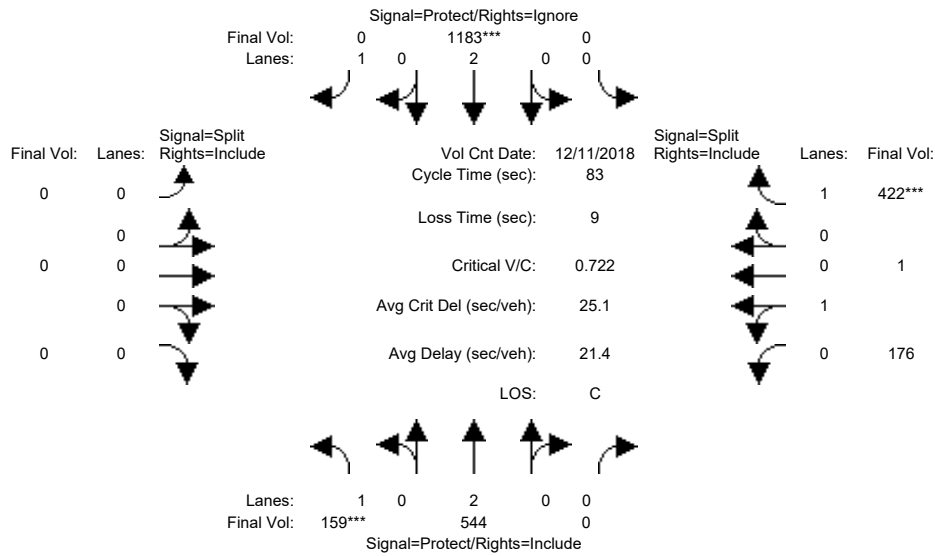 Signal=Protect/Rights=Ignore
Final Vol: 0 1183*** 0
Lanes: 1 0 2 0 0
Signal=Split
Final Vol: Lanes: Rights=Include
Vol Cnt Date: 12/11/2018
Signal=Split
Rights=Include Lanes: Final Vol:
Cycle Time (sec): 83
0 0 1 422***
Loss Time (sec): 9
0 0
0 0 Critical V/C: 0.722 0 1
0 Avg Crit Del (sec/veh): 25.1 1
0 0 Avg Delay (sec/veh): 21.4 0 176
LOS: C
Lanes: 1 0 2 0 0
Final Vol: 159*** 544 0
Signal=Protect/Rights=Include